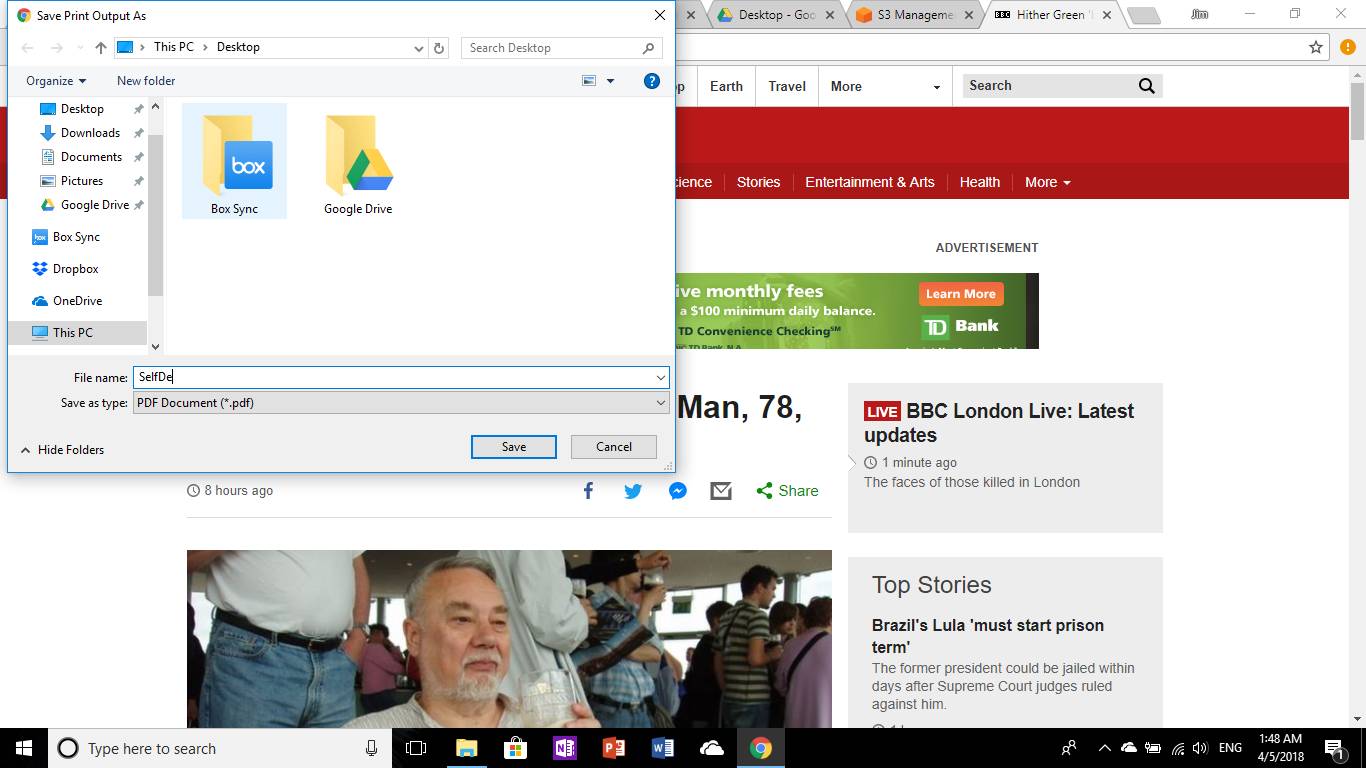 Save Print Output As
Desktop - Goo
S3 Manageme
BBC Hither Green '
Jim
This PC
Desktop
Search Desktop
Organize
New folder
?
Desktop
Downloads
Documents
Pictures
Google Drive
Box Sync
Dropbox
OneDrive
This PC
box
Box Sync
Google Drive
File name: SelfDe
Save as type: PDF Document (*.pdf)
Hide Folders
Save
Cancel
op
Earth
Travel
More
Search
cience
Stories
Entertainment & Arts
Health
More
ADVERTISEMENT
ive monthly fees
a $100 minimum daily balance.
TD Convenience Checking℠
Learn More
TD Bank
Man, 78,
8 hours ago
Share
LIVE BBC London Live: Latest
updates
1 minute ago
The faces of those killed in London
Top Stories
Brazil's Lula 'must start prison
term'
The former president could be jailed within
days after Supreme Court judges ruled
against him.
Type here to search
ENG
1:48 AM
4/5/2018
1